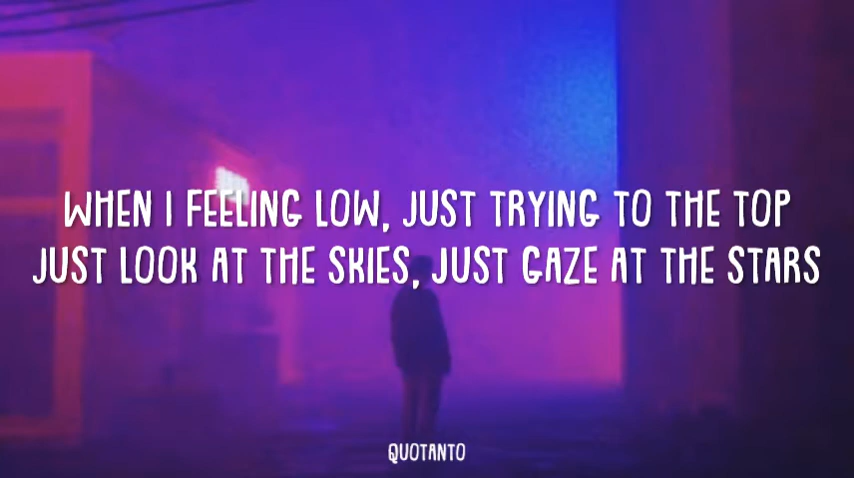 WHEN I FEELING LOW, JUST TRYING TO THE TOP
JUST LOOK AT THE SKIES, JUST GAZE AT THE STARS
QUOTANTO